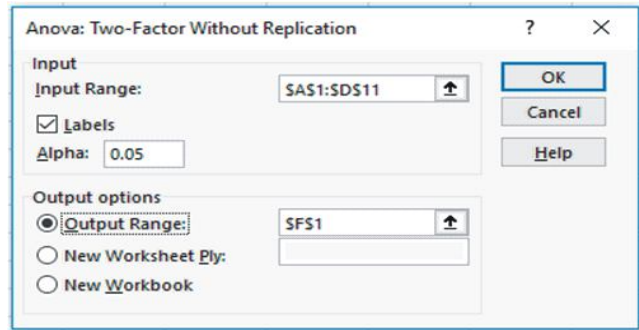 Anova: Two-Factor Without Replication ? ×
Input
Input Range: $A$1:$D$11
Labels
Alpha: 0.05
OK
Cancel
Help
Output options
Output Range: $F$1
New Worksheet Ply:
New Workbook